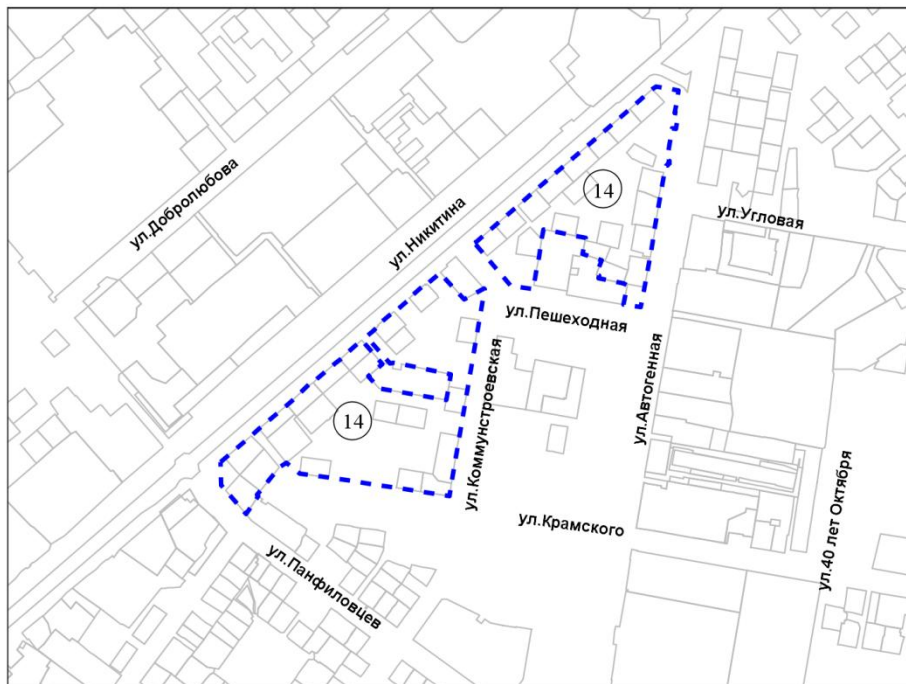 ул.Добролюбова
ул.Никитина
14
ул.Угловая
ул.Пешеходная
ул.Автогенная
ул.Коммунстроевская
14
ул.Крамского
ул.40 лет Октября
ул.Панфиловцев